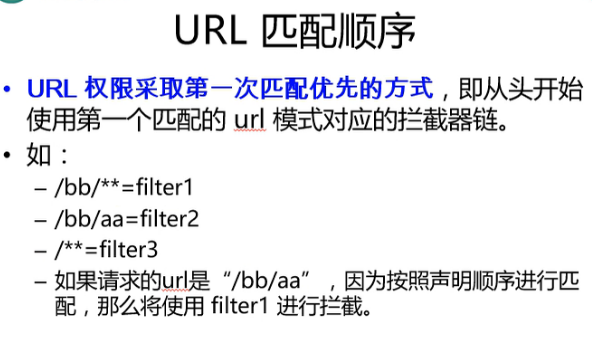 URL 匹配顺序
• URL 权限采取第一次匹配优先的方式，即从头开始
使用第一个匹配的 url 模式对应的拦截器链。
• 如：
– /bb/**=filter1
– /bb/aa=filter2
– /**=filter3
– 如果请求的url是“/bb/aa”，因为按照声明顺序进行匹
配，那么将使用 filter1 进行拦截。